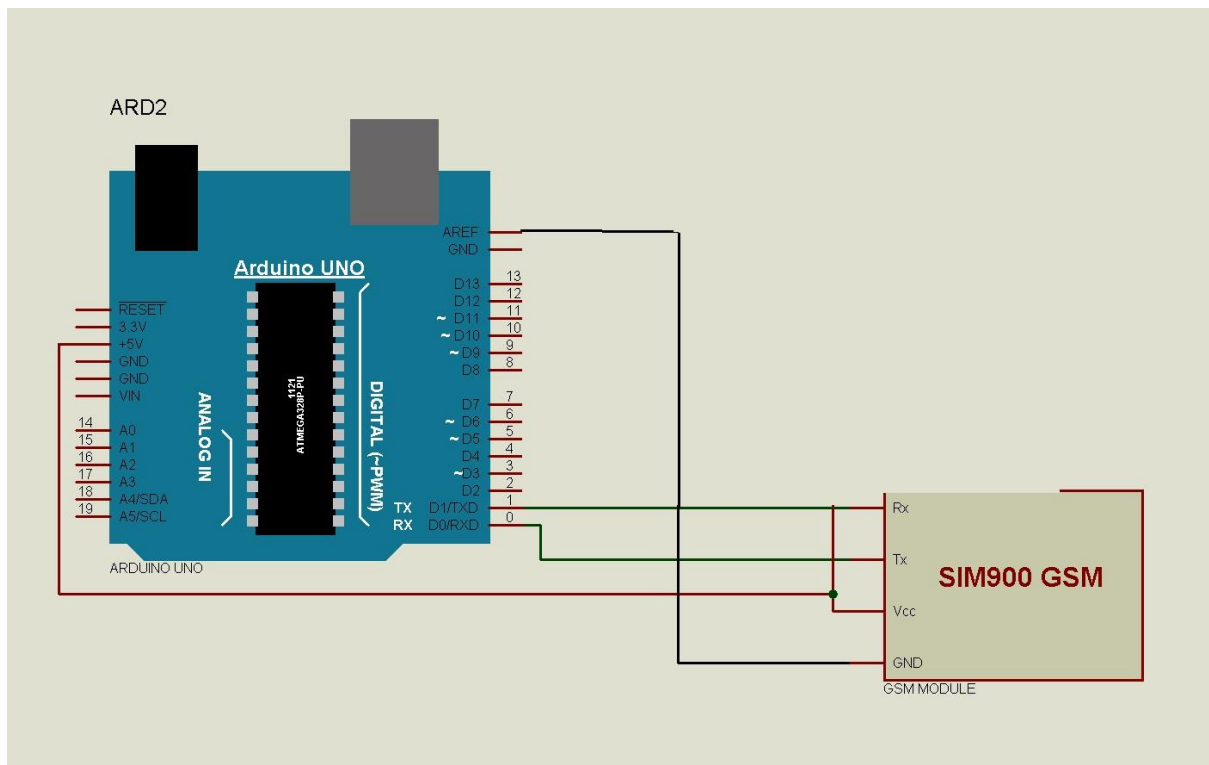 ARD2
Arduino UNO
RESET
3.3V
+5V
GND
GND
VIN
14 A0
15 A1
16 A2
17 A3
18 A4/SDA
19 A5/SCL
ANALOG IN
1121
ATMEGA328P-PU
DIGITAL (~PWM)
AREF
GND
D13 13
D12 12
~ D11 11
~ D10 10
~ D9 9
D8 8
D7 7
~ D6 6
~ D5 5
D4 4
~D3 3
D2 2
TX D1/TXD 1
RX D0/RXD 0
ARDUINO UNO
Rx
Tx
SIM900 GSM
Vcc
GND
GSM MODULE